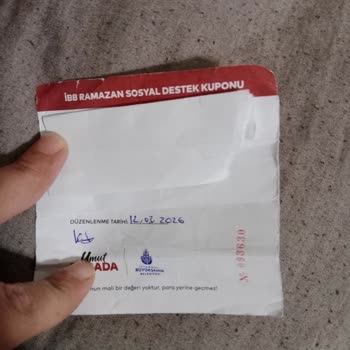 İBB RAMAZAN SOSYAL DESTEK KUPONU
DÜZENLENME TARİHİ: 12.03.2026
Umut
ADA
BÜYÜKŞEHİR
BELEDİYESİ
mali bir değeri yoktur, para yerine geçmez!
№ 093630